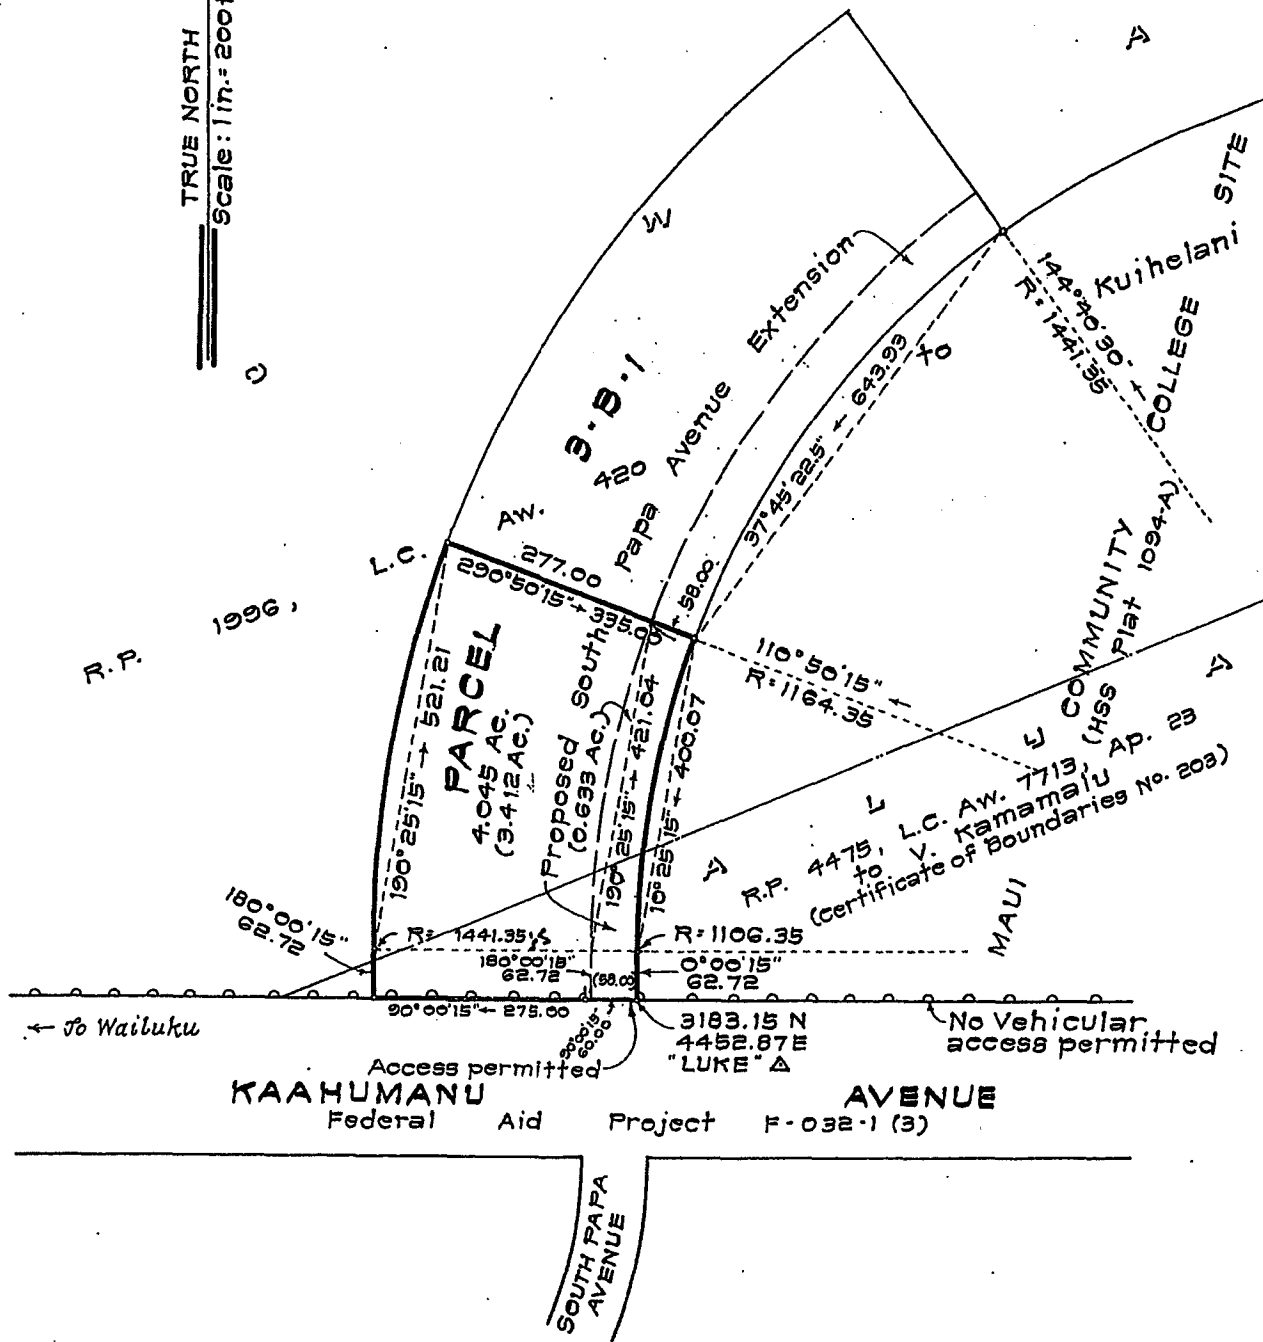 TRUE NORTH
Scale: 1 in. = 200
A
W
SITE
Kuihelani
Extension
144°40'30"
R = 1441.35
to
COLLEGE
O
3-B-1
420
Avenue
37°45'22.5" 643.93
Aw.
Papa
L.C.
277.00
290°50'15" 335.00
58.00
COMMUNITY
(HSS Plat 1094-A)
1996,
R.P.
110°50'15"
R = 1164.35
PARCEL
4.045 Ac.
(3.412 Ac.)
190°25'15" 521.21
Proposed South
(0.633 Ac.)
190°25'15" 421.04
10°25'15" 400.07
U
A
L
L
A
R.P. 4475, L.C. Aw. 7713, Ap. 23
to V. Kamamalu
(Certificate of Boundaries No. 203)
MAUI
180°00'15"
62.72
R = 1441.35
R = 1106.35
180°00'15"
62.72
(58.00)
0°00'15"
62.72
← To Wailuku
90°00'15" ← 275.00
90°00'15"
60.00
3183.15 N
4452.87 E
"LUKE" Δ
No Vehicular
access permitted
Access permitted
KAAHUMANU AVENUE
Federal Aid Project F-032-1 (3)
SOUTH PAPA
AVENUE